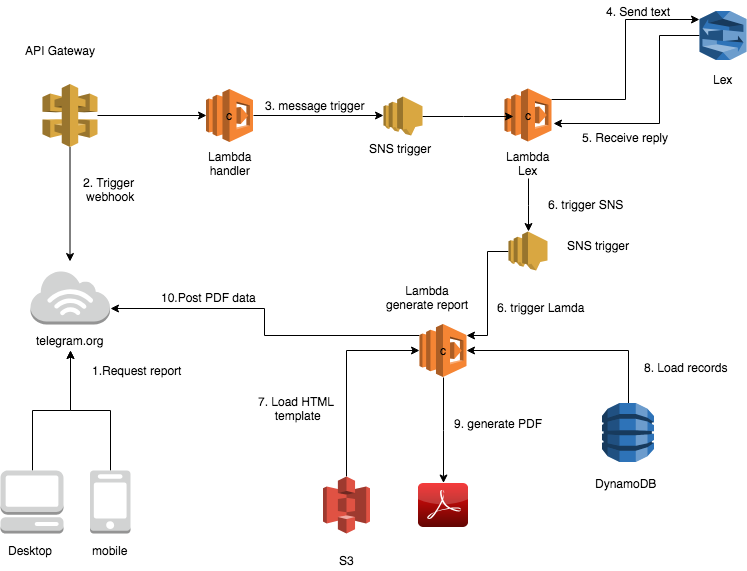 4. Send text
API Gateway
Lex
3. message trigger
5. Receive reply
SNS trigger
Lambda
handler
Lambda
Lex
2. Trigger
webhook
6. trigger SNS
SNS trigger
Lambda
generate report
10.Post PDF data
6. trigger Lamda
telegram.org
1.Request report
8. Load records
7. Load HTML
template
9. generate PDF
DynamoDB
Desktop
mobile
S3
c
c
c